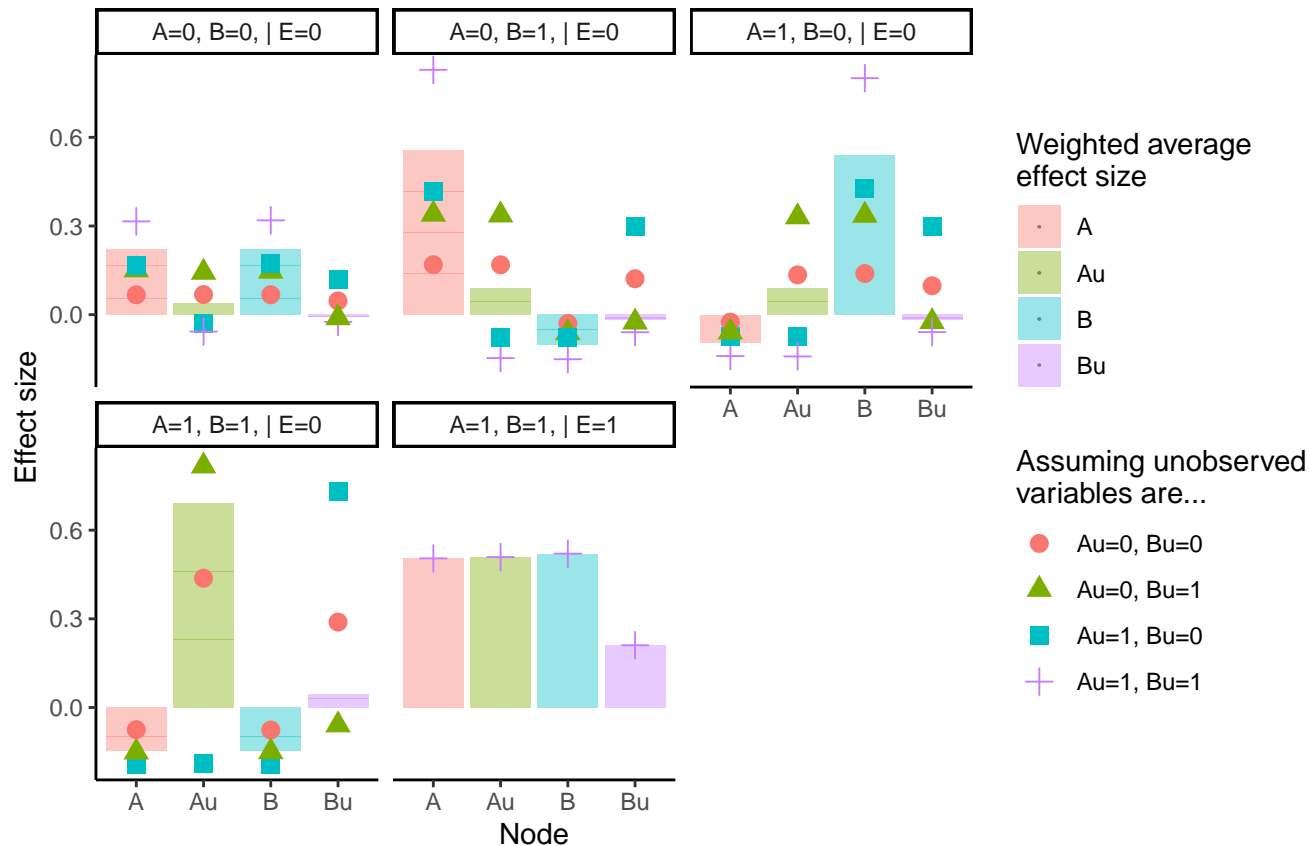 A=0, B=0, | E=0
A=0, B=1, | E=0
A=1, B=0, | E=0
Effect size
0.6
0.3
0.0
A
Au
B
Bu
A=1, B=1, | E=0
A=1, B=1, | E=1
0.6
0.3
0.0
A
Au
B
Bu
A
Au
B
Bu
Node
Weighted average
effect size
A
Au
B
Bu
Assuming unobserved
variables are...
Au=0, Bu=0
Au=0, Bu=1
Au=1, Bu=0
Au=1, Bu=1